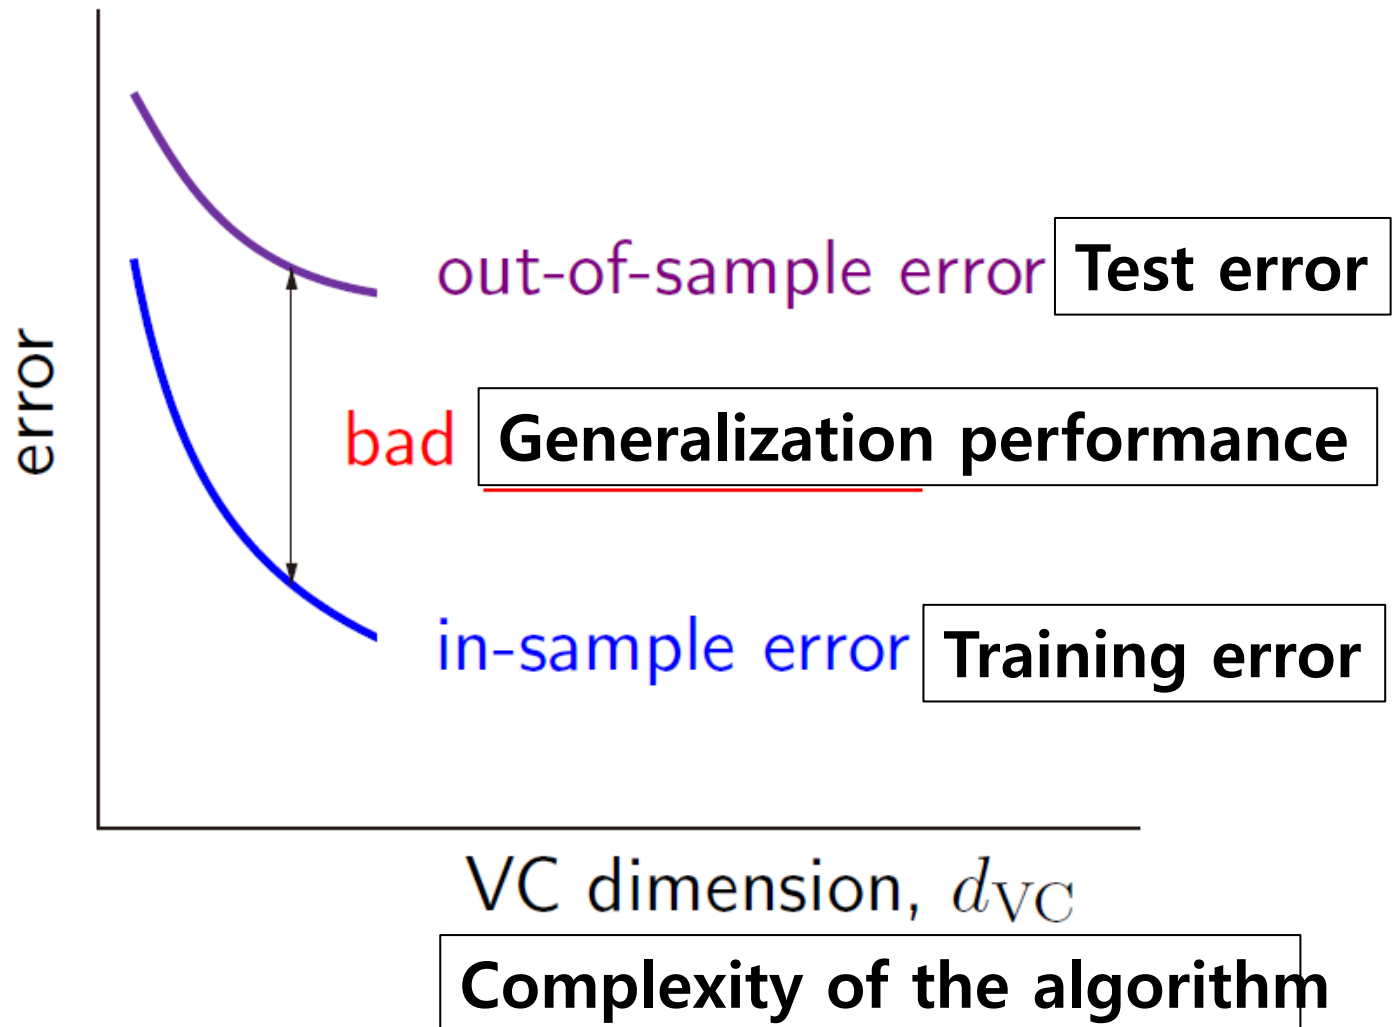 error
out-of-sample error Test error
bad Generalization performance
in-sample error Training error
VC dimension, d_VC
Complexity of the algorithm